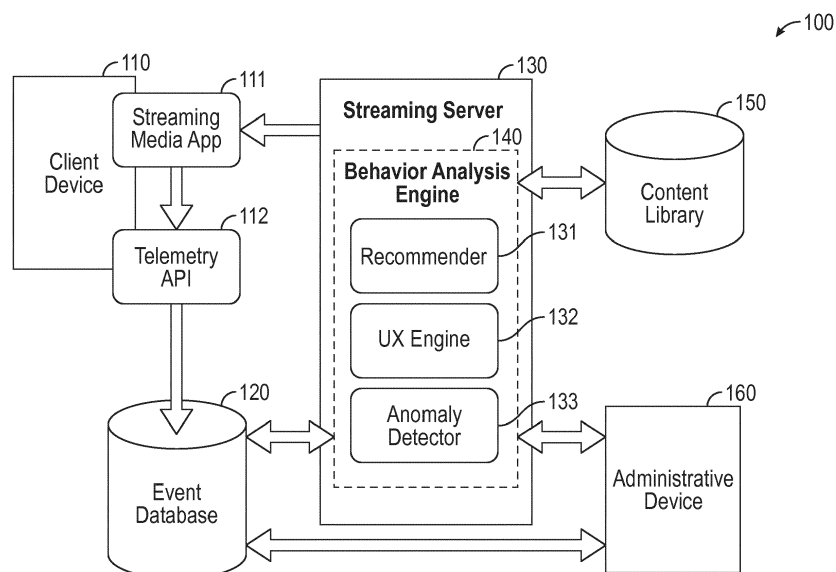 100
110
111
130
Streaming
Media App
Streaming Server
150
140
Client
Device
Behavior Analysis
Engine
Content
Library
112
Telemetry
API
131
Recommender
132
UX Engine
120
133
160
Anomaly
Detector
Event
Database
Administrative
Device